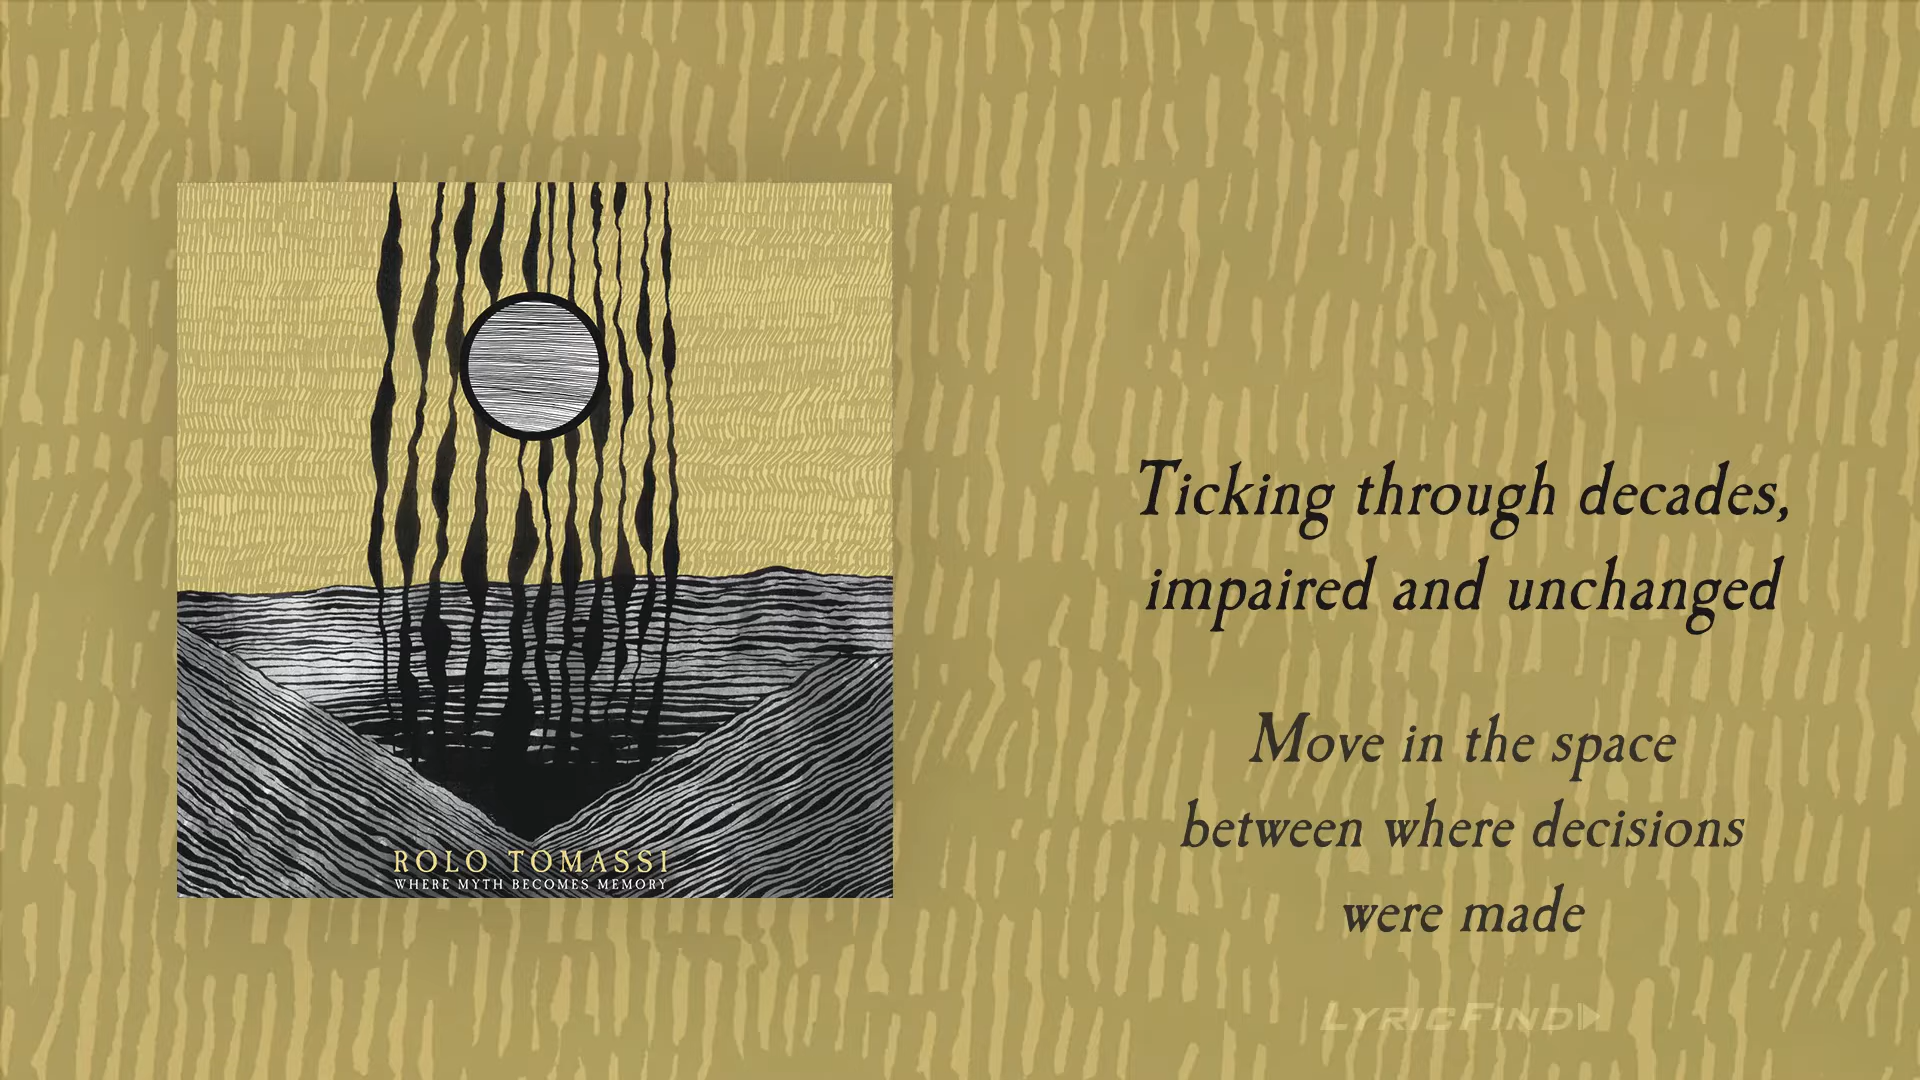 ROLO TOMASSI
WHERE MYTH BECOMES MEMORY
Ticking through decades,
impaired and unchanged
Move in the space
between where decisions
were made
LYRICFIND